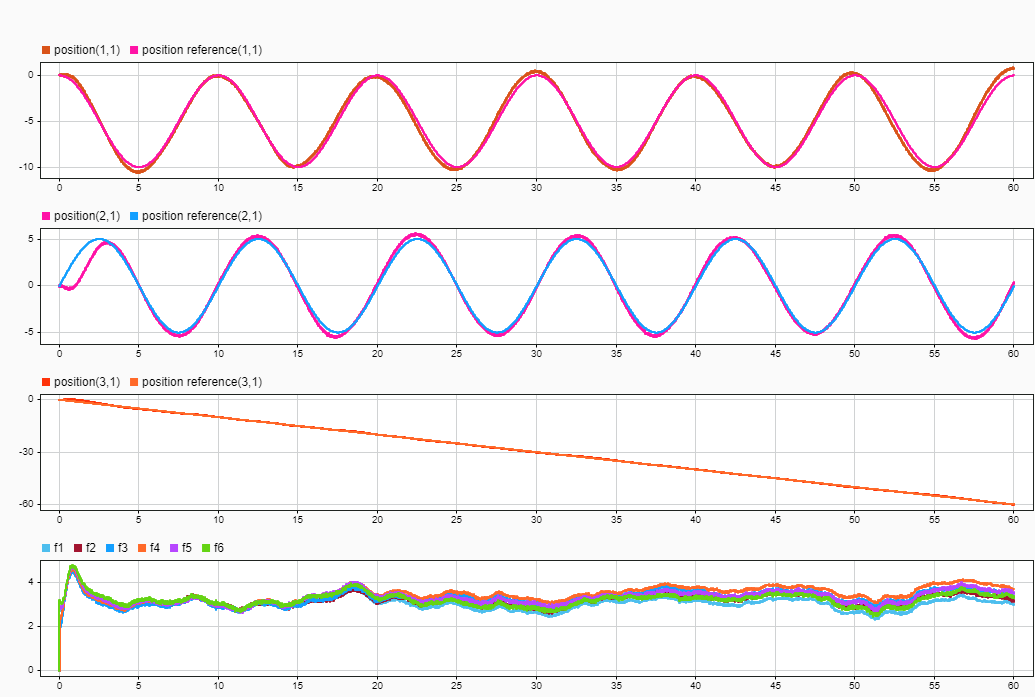 position(1,1) position reference(1,1)
0
-5
-10
0 5 10 15 20 25 30 35 40 45 50 55 60
position(2,1) position reference(2,1)
5
0
-5
0 5 10 15 20 25 30 35 40 45 50 55 60
position(3,1) position reference(3,1)
0
-30
-60
0 5 10 15 20 25 30 35 40 45 50 55 60
f1 f2 f3 f4 f5 f6
4
2
0
0 5 10 15 20 25 30 35 40 45 50 55 60